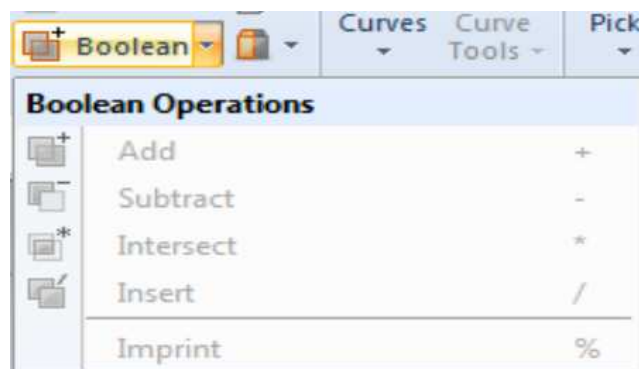 Curves Curve Pick
Boolean Tools
Boolean Operations
Add +
Subtract -
Intersect *
Insert /
Imprint %